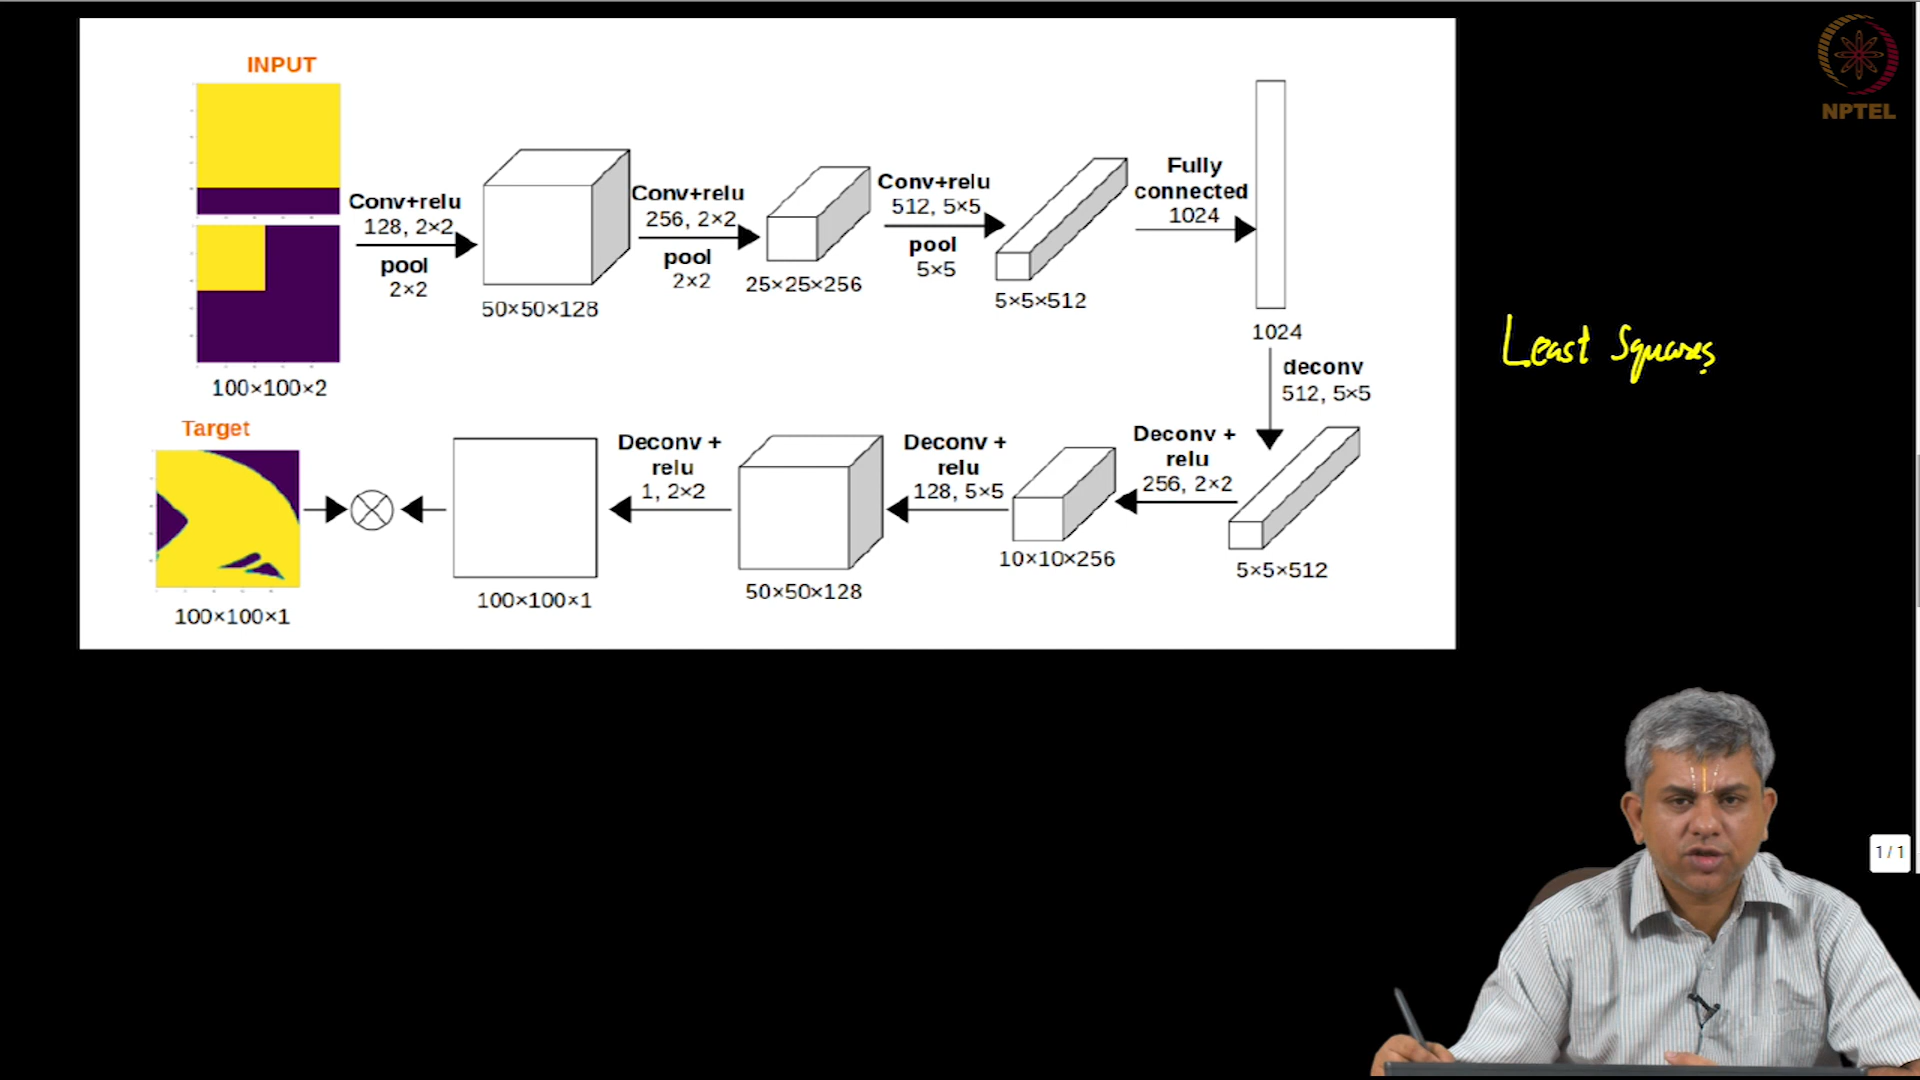 INPUT
Conv+relu
128, 2×2
pool
2×2
100×100×2
50×50×128
Conv+relu
256, 2×2
pool
2×2
25×25×256
Conv+relu
512, 5×5
pool
5×5
5×5×512
Fully
connected
1024
1024
deconv
512, 5×5
5×5×512
Deconv +
relu
256, 2×2
10×10×256
Deconv +
relu
128, 5×5
50×50×128
Deconv +
relu
1, 2×2
100×100×1
Target
100×100×1
Least Squares
NPTEL
1 / 1